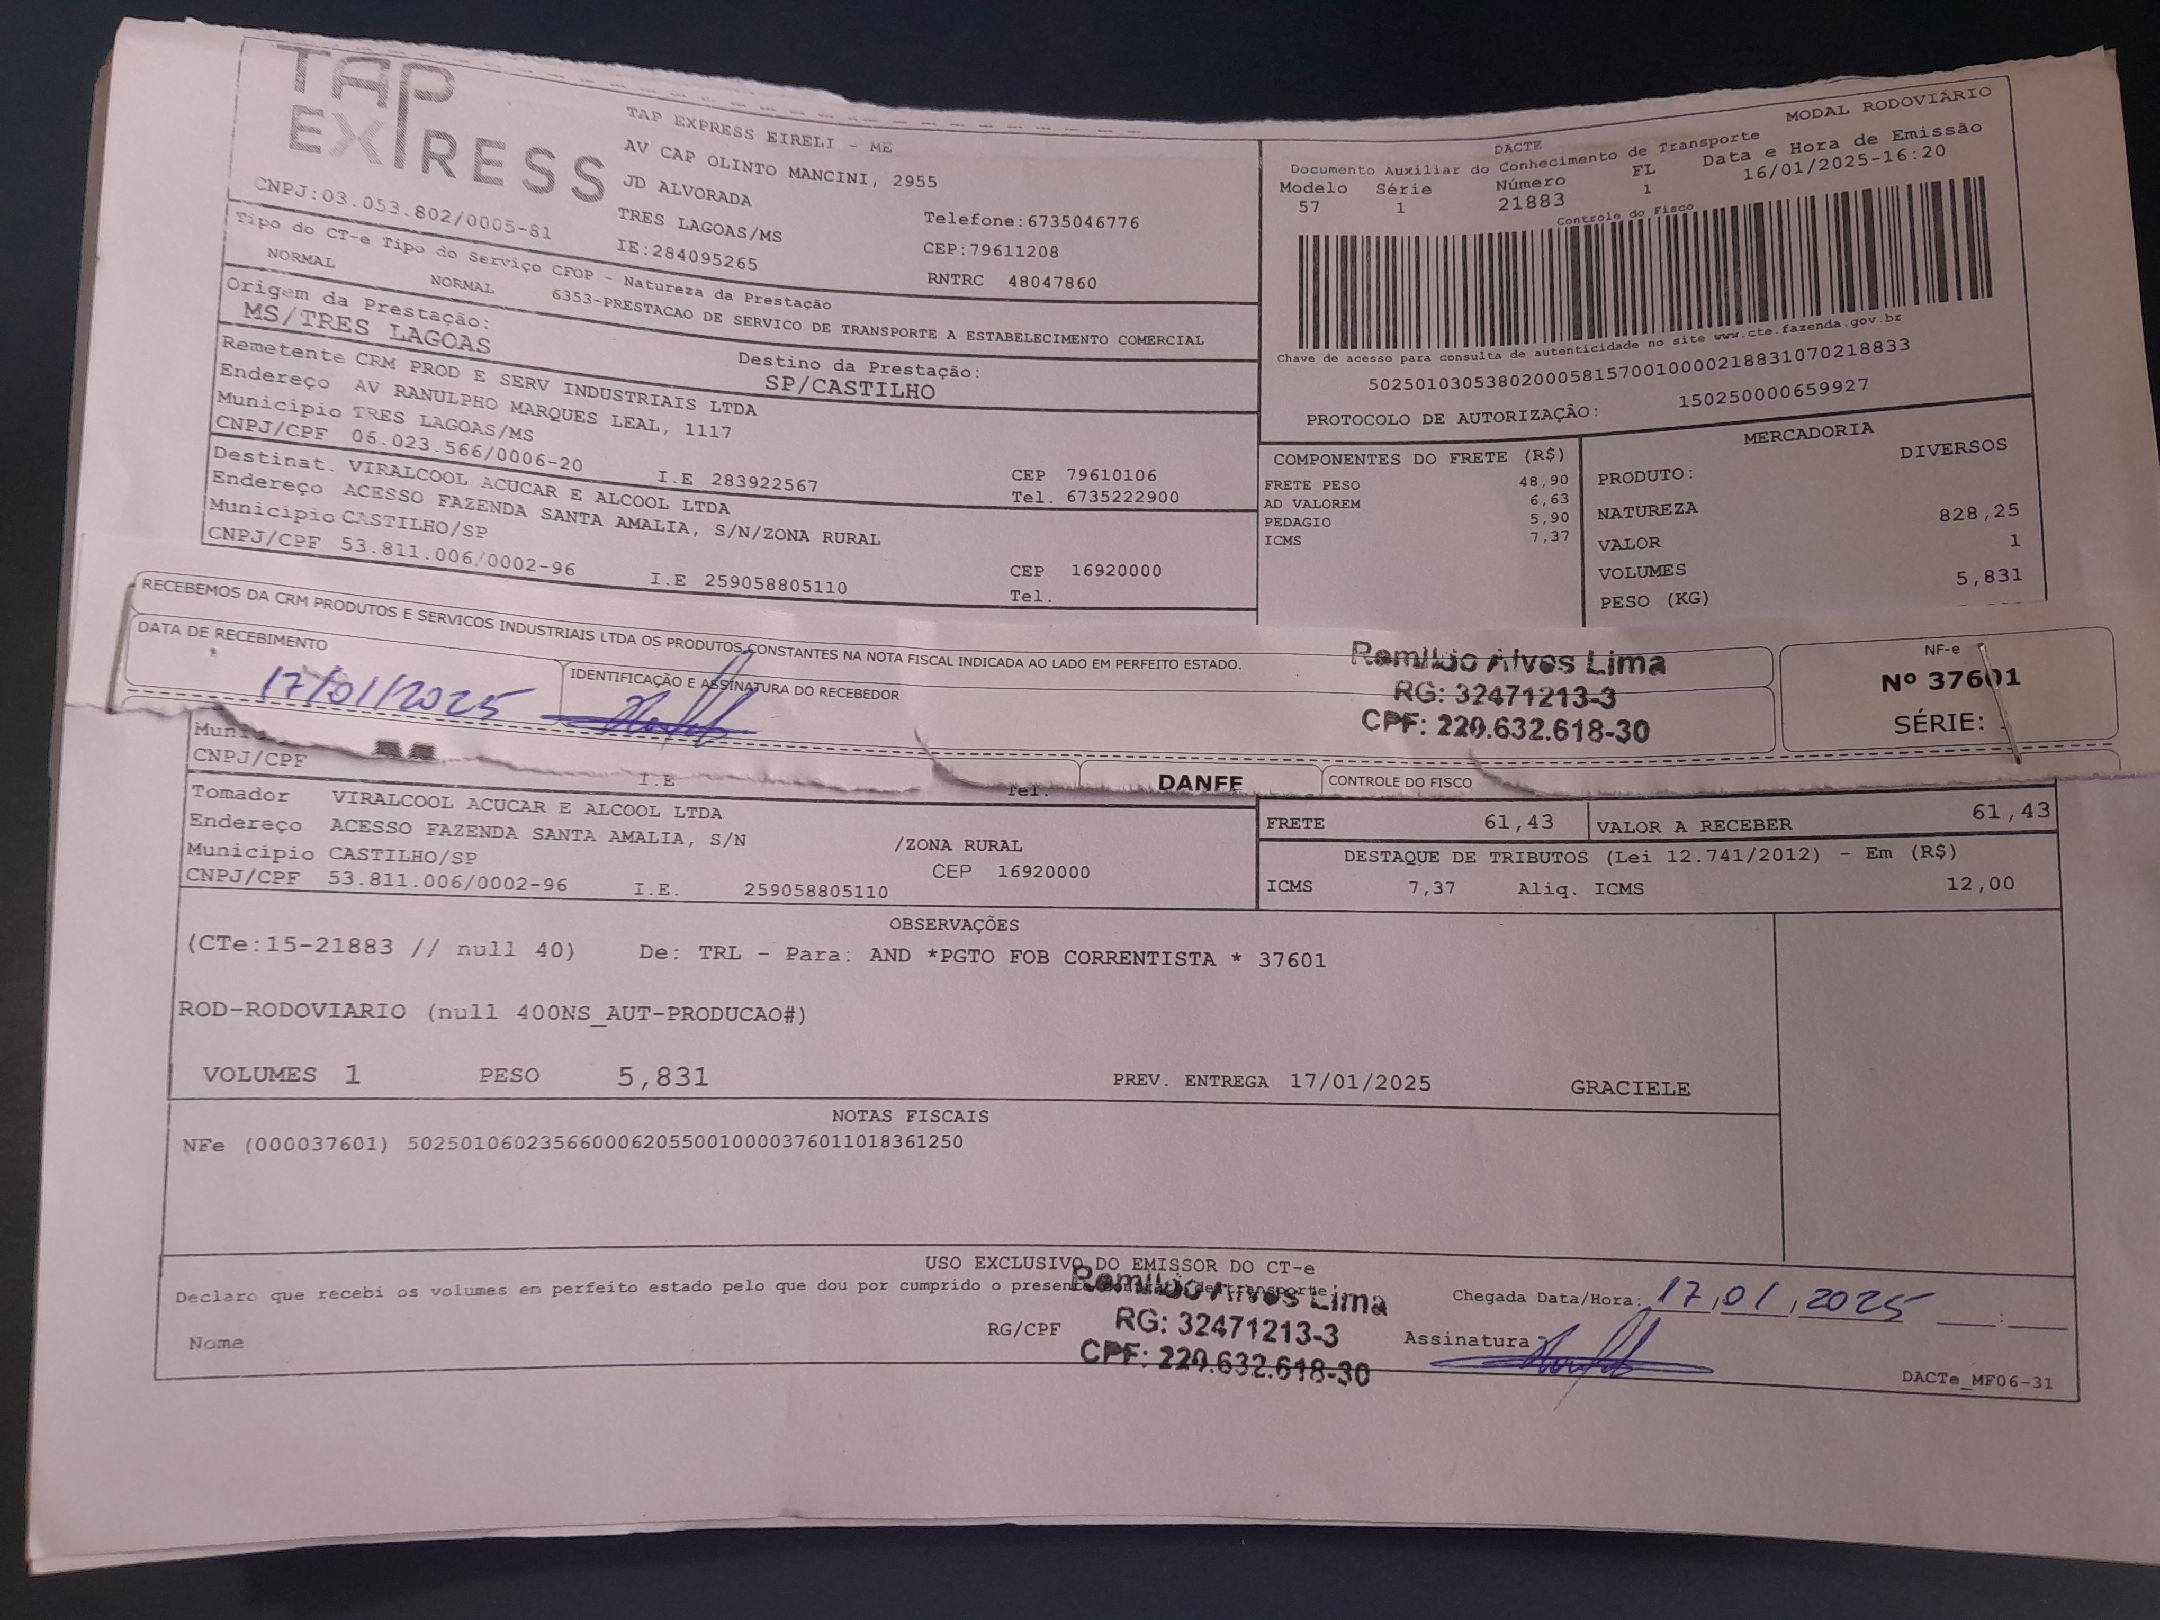 TAP
EXPRESS
CNPJ:03.053.802/0005-81
TAP EXPRESS EIRELI - ME
AV CAP OLINTO MANCINI, 2955
JD ALVORADA
TRES LAGOAS/MS
IE:284095265
Telefone:6735046776
CEP:79611208
RNTRC 48047860
MODAL RODOVIÁRIO
DACTE
Documento Auxiliar do Conhecimento de Transporte
Modelo Série Número FL Data e Hora de Emissão
57 1 21883 1 16/01/2025-16:20
Controle do Fisco
Chave de acesso para consulta de autenticidade no site www.cte.fazenda.gov.br
50250103053802000581570010000218831070218833
PROTOCOLO DE AUTORIZAÇÃO: 150250000659927
Tipo do CT-e Tipo do Serviço CFOP - Natureza da Prestação
NORMAL NORMAL 6353-PRESTACAO DE SERVICO DE TRANSPORTE A ESTABELECIMENTO COMERCIAL
Origem da Prestação: Destino da Prestação:
MS/TRES LAGOAS SP/CASTILHO
Remetente CRM PROD E SERV INDUSTRIAIS LTDA
Endereço AV RANULPHO MARQUES LEAL, 1117
Município TRES LAGOAS/MS CEP 79610106
CNPJ/CPF 06.023.566/0006-20 I.E 283922567 Tel. 6735222900
Destinat. VIRALCOOL ACUCAR E ALCOOL LTDA
Endereço ACESSO FAZENDA SANTA AMALIA, S/N/ZONA RURAL
Município CASTILHO/SP CEP 16920000
CNPJ/CPF 53.811.006/0002-96 I.E 259058805110 Tel.
COMPONENTES DO FRETE (R$)
FRETE PESO 48,90
AD VALOREM 6,63
PEDAGIO 5,90
ICMS 7,37
MERCADORIA
PRODUTO: DIVERSOS
NATUREZA
VALOR 828,25
VOLUMES 1
PESO (KG) 5,831
RECEBEMOS DA CRM PRODUTOS E SERVICOS INDUSTRIAIS LTDA OS PRODUTOS CONSTANTES NA NOTA FISCAL INDICADA AO LADO EM PERFEITO ESTADO.
DATA DE RECEBIMENTO
17/01/2025
IDENTIFICAÇÃO E ASSINATURA DO RECEBEDOR
Remildo Alves Lima
RG: 32471213-3
CPF: 220.632.618-30
NF-e
Nº 37601
SÉRIE:
DANFE
CONTROLE DO FISCO
CNPJ/CPF I.E Tel.
Tomador VIRALCOOL ACUCAR E ALCOOL LTDA
Endereço ACESSO FAZENDA SANTA AMALIA, S/N /ZONA RURAL
Município CASTILHO/SP CEP 16920000
CNPJ/CPF 53.811.006/0002-96 I.E. 259058805110
FRETE 61,43 VALOR A RECEBER 61,43
DESTAQUE DE TRIBUTOS (Lei 12.741/2012) - Em (R$)
ICMS 7,37 Aliq. ICMS 12,00
OBSERVAÇÕES
(CTe:15-21883 // null 40) De: TRL - Para: AND *PGTO FOB CORRENTISTA * 37601
ROD-RODOVIARIO (null 400NS_AUT-PRODUCAO#)
VOLUMES 1 PESO 5,831 PREV. ENTREGA 17/01/2025 GRACIELE
NOTAS FISCAIS
NFe (000037601) 50250106023566000620550010000376011018361250
USO EXCLUSIVO DO EMISSOR DO CT-e
Declaro que recebi os volumes em perfeito estado pelo que dou por cumprido o presente contrato de transporte.
Nome RG/CPF
Remildo Alves Lima
RG: 32471213-3
CPF: 220.632.618-30
Chegada Data/Hora: 17/01/2025
Assinatura
DACTe_MF06-31